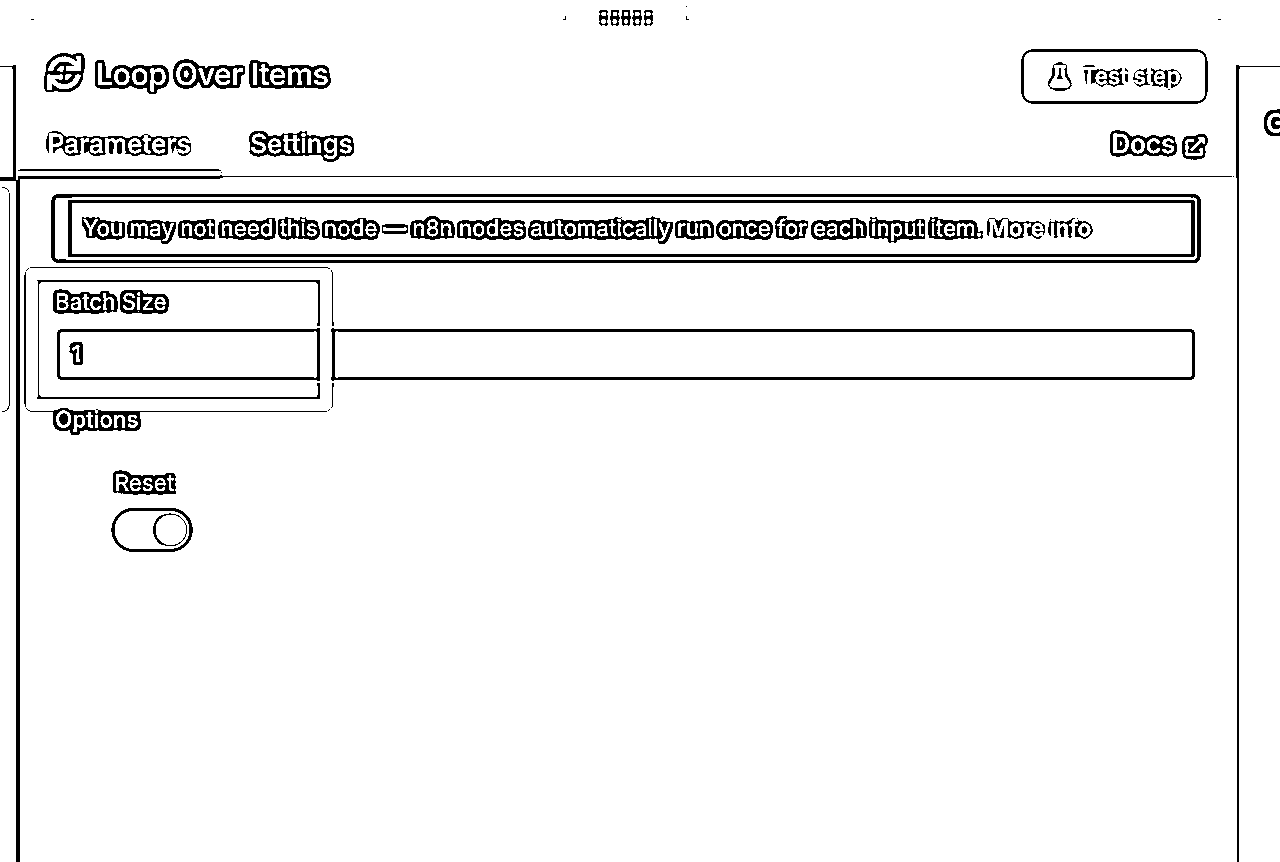 Loop Over Items
Test step
Parameters
Settings
Docs
You may not need this node — n8n nodes automatically run once for each input item. More info
Batch Size
1
Options
Reset